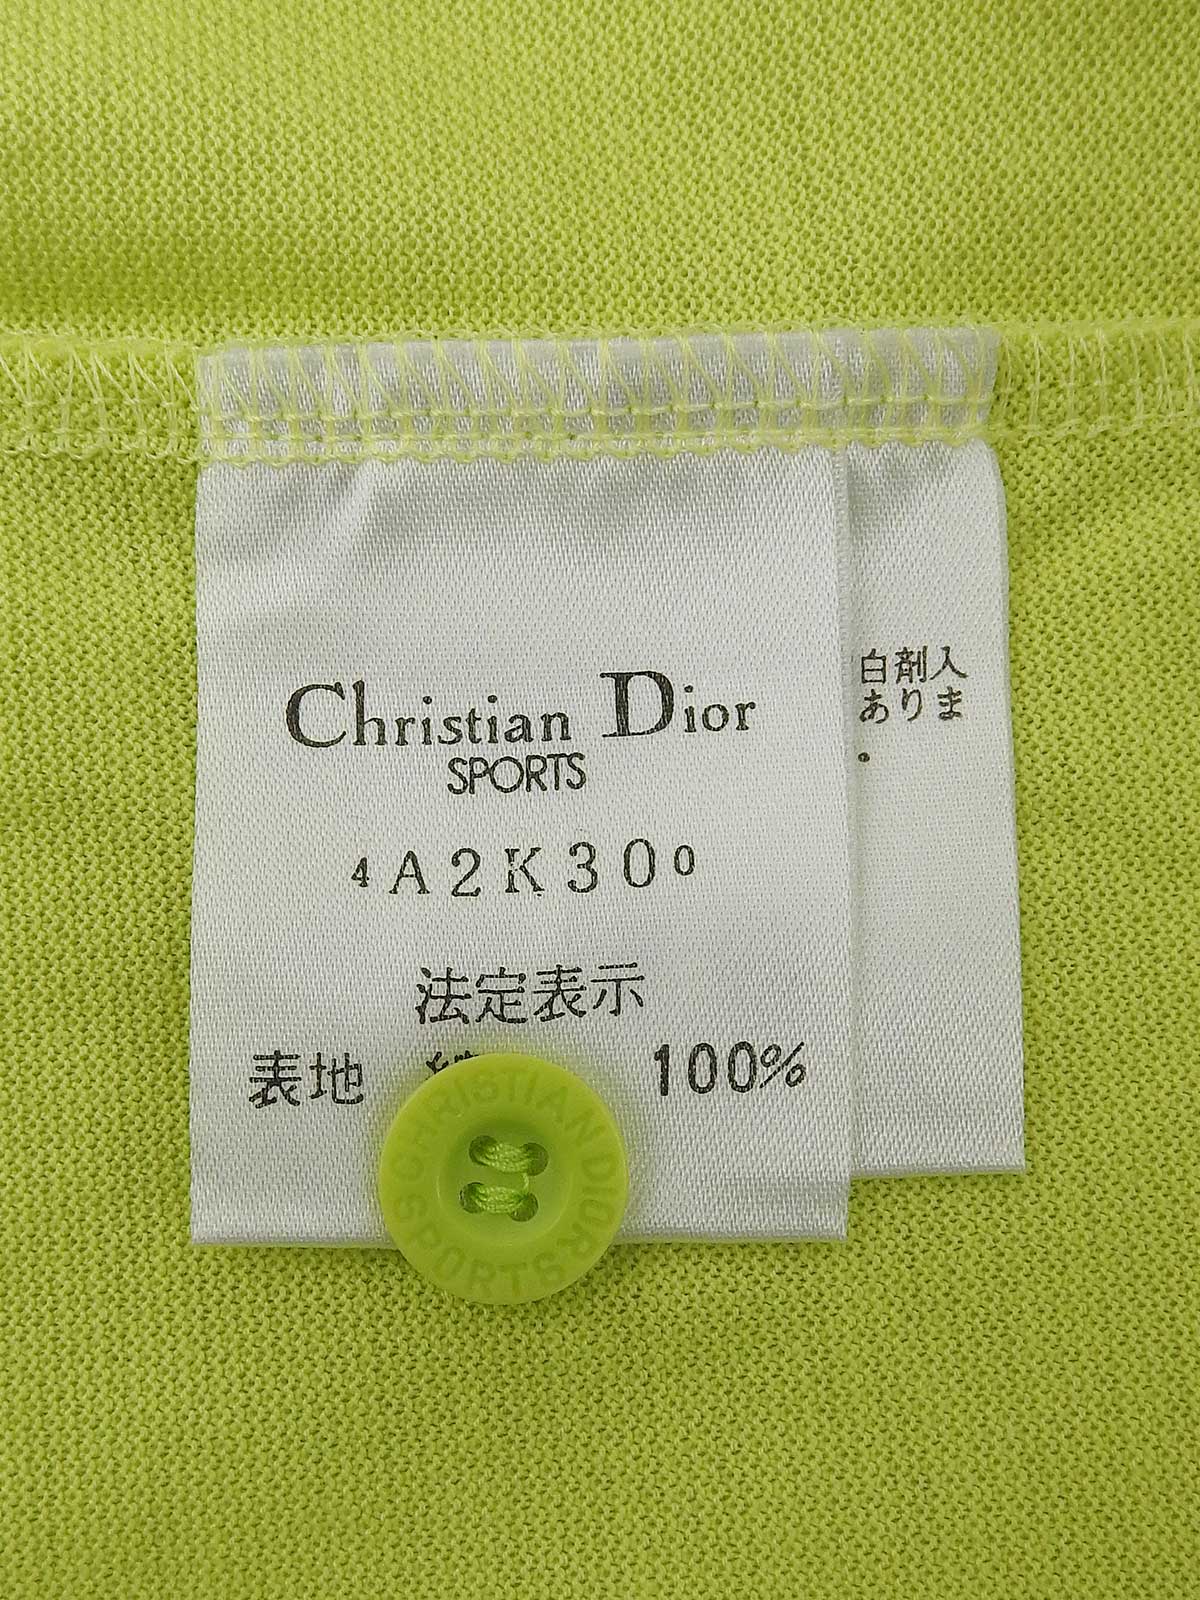 Christian Dior
SPORTS
4A2K300
法定表示
表地 100%
白剤入
ありま
。
CHRISTIAN DIOR
SPORTS